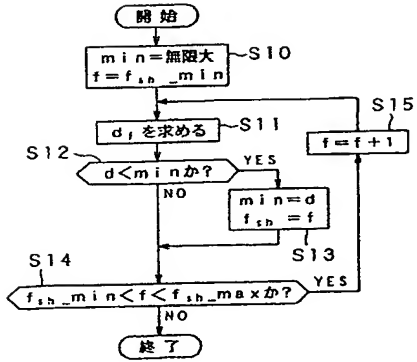 開始
min=無限大
f=fsh_min
S10
S15
dfを求める
S11
f=f+1
S12
d<minか?
YES
NO
min=d
fsh=f
S13
S14
fsh_min<f<fsh_maxか?
YES
NO
終了